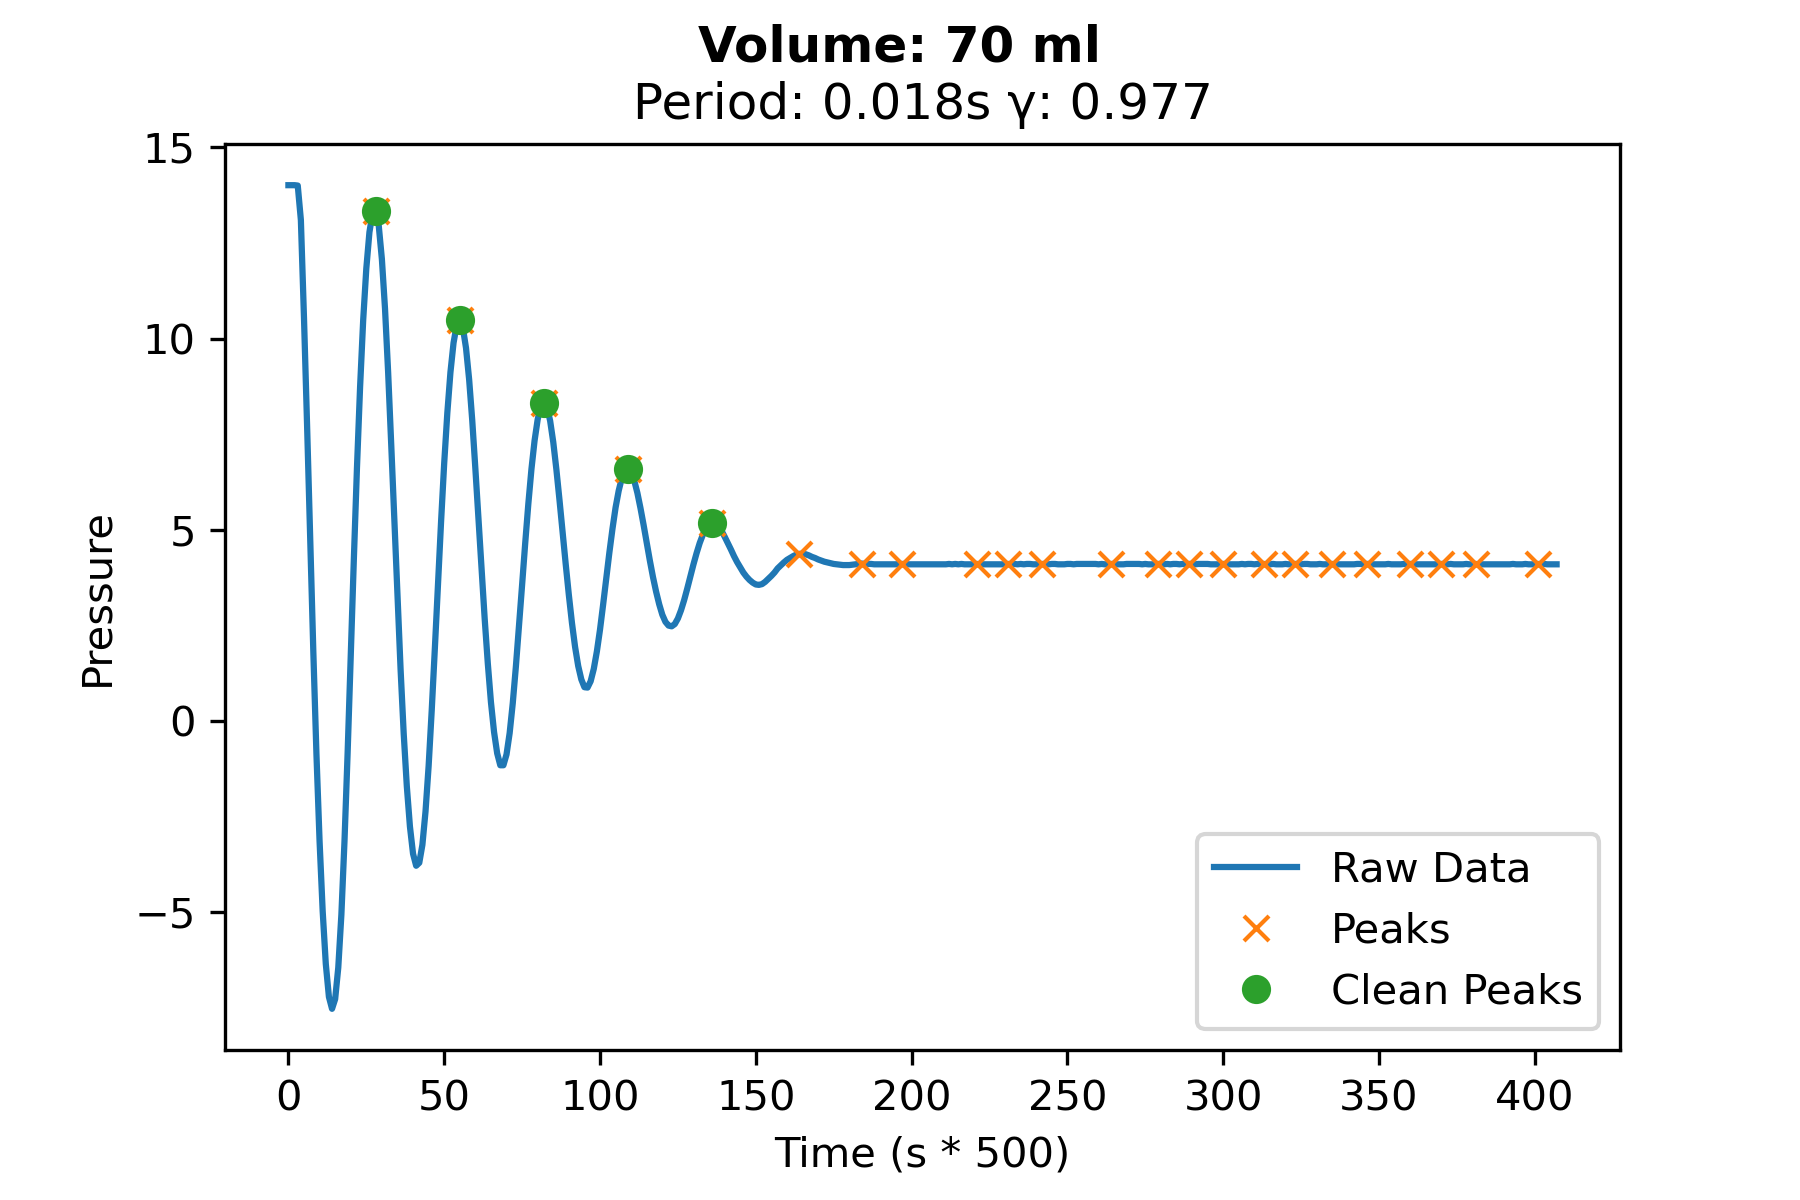 Volume: 70 ml
Period: 0.018s γ: 0.977
15
10
5
0
−5
Pressure
0 50 100 150 200 250 300 350 400
Time (s * 500)
Raw Data
Peaks
Clean Peaks